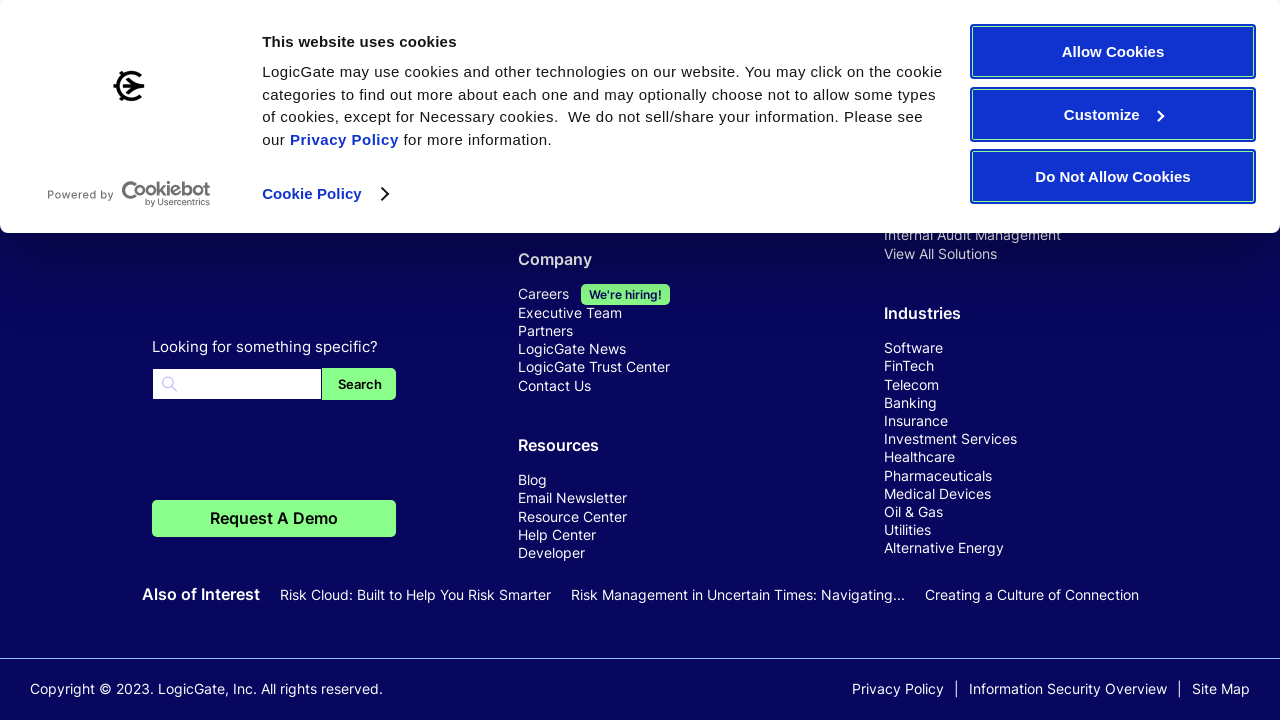 This website uses cookies
LogicGate may use cookies and other technologies on our website. You may click on the cookie
categories to find out more about each one and may optionally choose not to allow some types
of cookies, except for Necessary cookies.  We do not sell/share your information. Please see
our Privacy Policy for more information.
Cookie Policy
Powered by Cookiebot
by Usercentrics
Allow Cookies
Customize
Do Not Allow Cookies
Looking for something specific?
Search
Request A Demo
Company
Careers We're hiring!
Executive Team
Partners
LogicGate News
LogicGate Trust Center
Contact Us
Resources
Blog
Email Newsletter
Resource Center
Help Center
Developer
Internal Audit Management
View All Solutions
Industries
Software
FinTech
Telecom
Banking
Insurance
Investment Services
Healthcare
Pharmaceuticals
Medical Devices
Oil & Gas
Utilities
Alternative Energy
Also of Interest Risk Cloud: Built to Help You Risk Smarter Risk Management in Uncertain Times: Navigating... Creating a Culture of Connection
Copyright © 2023. LogicGate, Inc. All rights reserved.
Privacy Policy | Information Security Overview | Site Map